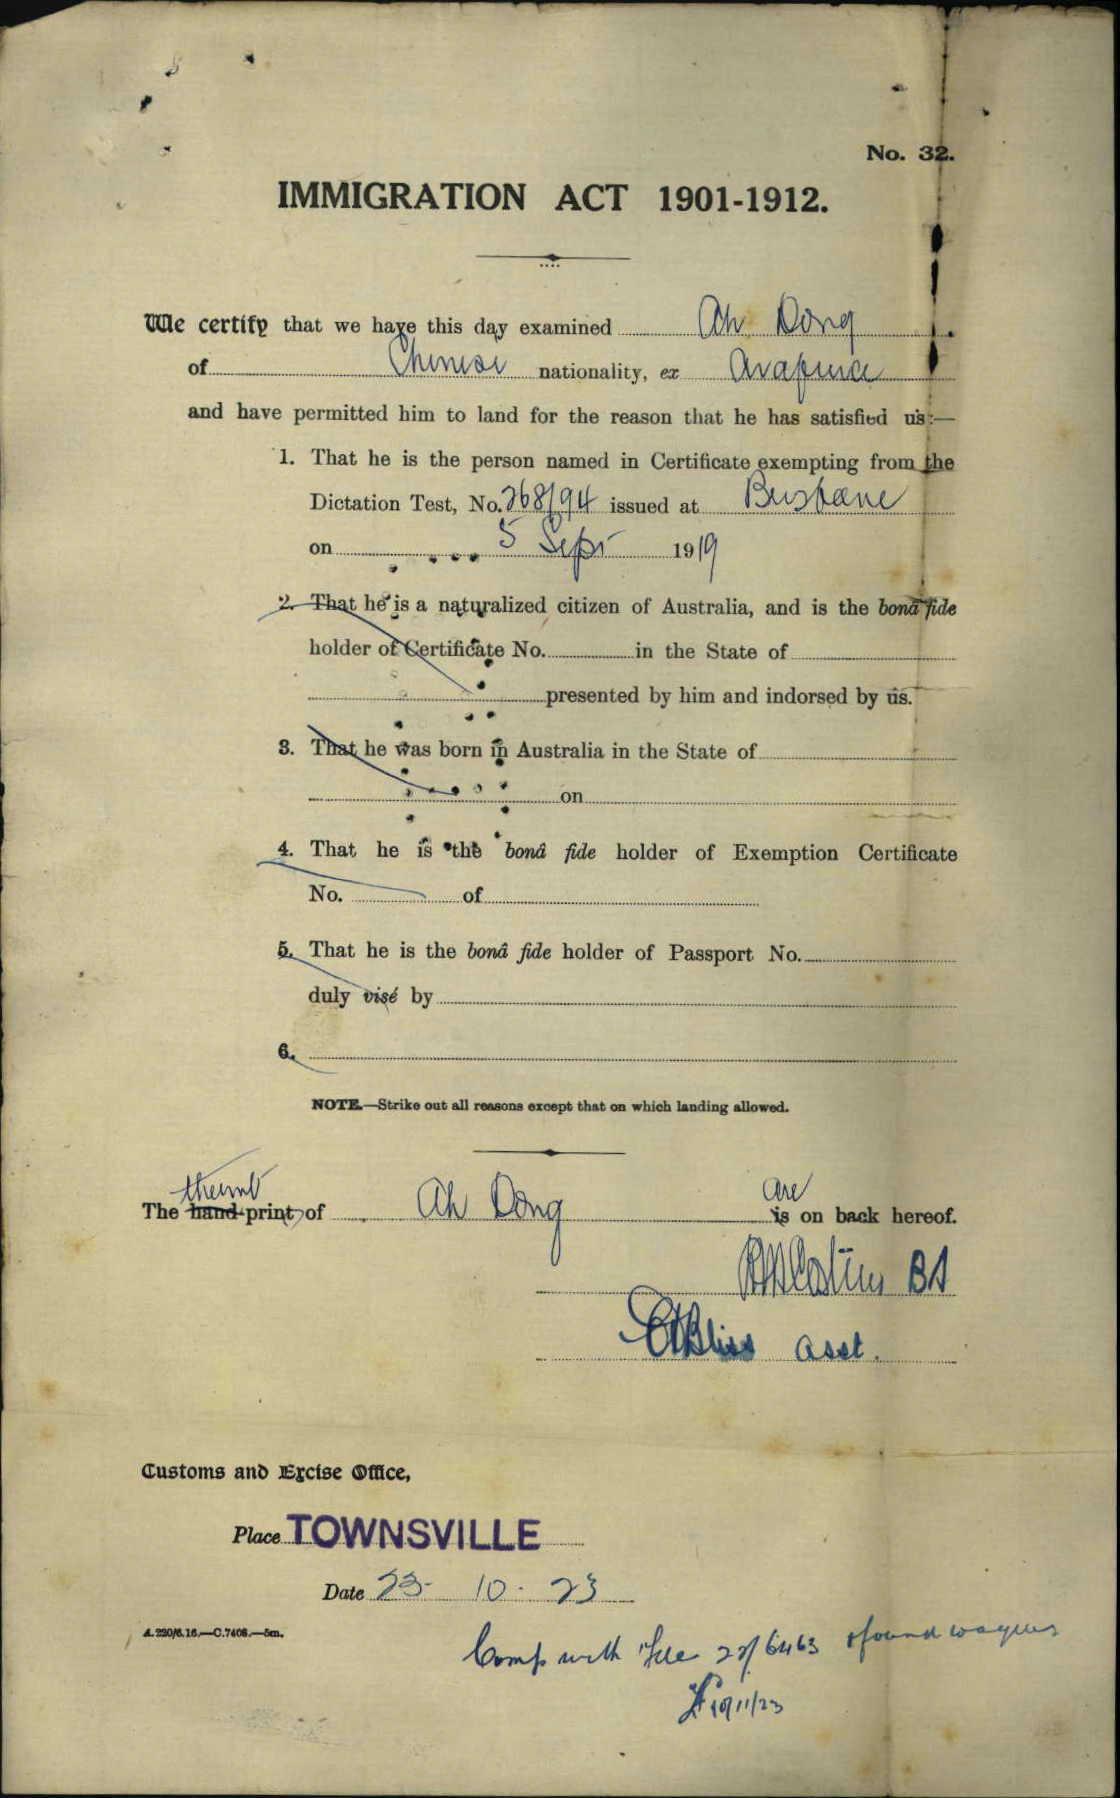 No. 32.
IMMIGRATION ACT 1901-1912.
We certify that we have this day examined Ah Dong
of Chinese nationality, ex Arafura
and have permitted him to land for the reason that he has satisfied us:—
1. That he is the person named in Certificate exempting from the
Dictation Test, No. 268/94 issued at Brisbane
on 5 Sept 1919
2. That he is a naturalized citizen of Australia, and is the bonâ fide
holder of Certificate No. in the State of
presented by him and indorsed by us.
3. That he was born in Australia in the State of
on
4. That he is the bonâ fide holder of Exemption Certificate
No. of
5. That he is the bonâ fide holder of Passport No.
duly visé by
6.
NOTE.—Strike out all reasons except that on which landing allowed.
thumb are
The hand-print of Ah Dong is on back hereof.
BS
Bliss asst.
Customs and Excise Office,
Place TOWNSVILLE
Date 23- 10 - 23
A.220/6.16.—C.7408.—5m.
Comp with file 23/6463 & found
10/11/23